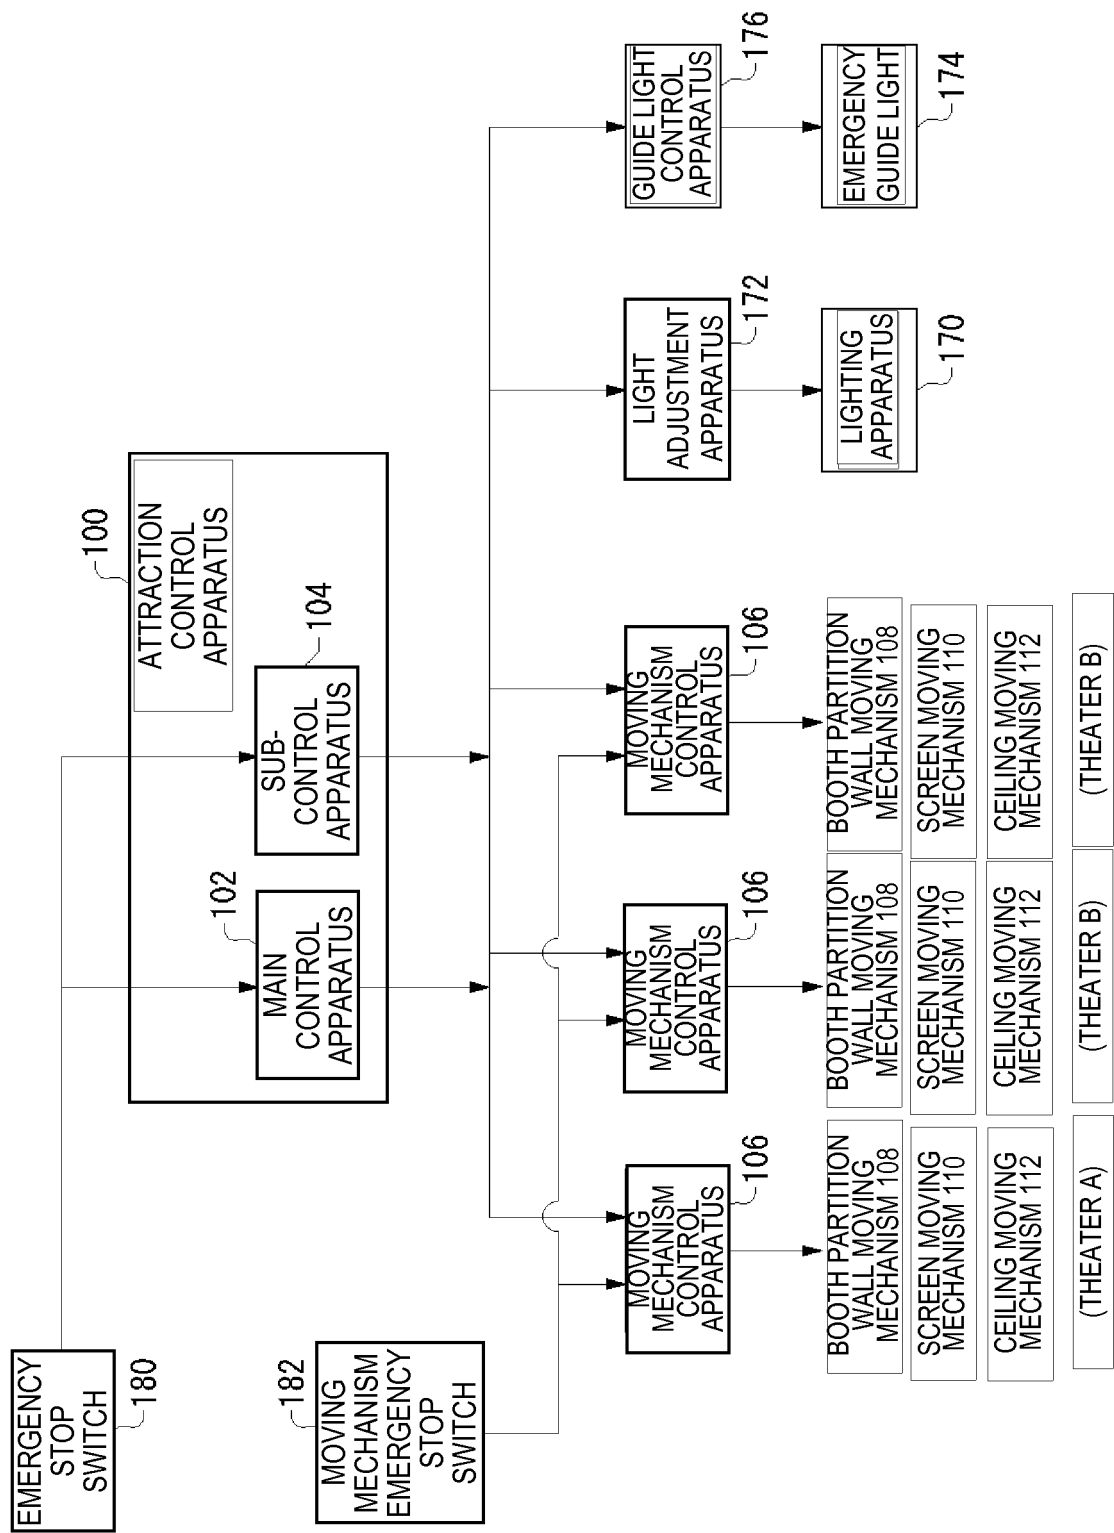 EMERGENCY
STOP
SWITCH
180
MOVING
MECHANISM
EMERGENCY
STOP
SWITCH
182
100
ATTRACTION
CONTROL
APPARATUS
102
MAIN
CONTROL
APPARATUS
104
SUB-
CONTROL
APPARATUS
MOVING
MECHANISM
CONTROL
APPARATUS
106
MOVING
MECHANISM
CONTROL
APPARATUS
106
MOVING
MECHANISM
CONTROL
APPARATUS
106
LIGHT
ADJUSTMENT
APPARATUS
172
GUIDE LIGHT
CONTROL
APPARATUS
176
BOOTH PARTITION
WALL MOVING
MECHANISM 108
SCREEN MOVING
MECHANISM 110
CEILING MOVING
MECHANISM 112
(THEATER A)
BOOTH PARTITION
WALL MOVING
MECHANISM 108
SCREEN MOVING
MECHANISM 110
CEILING MOVING
MECHANISM 112
(THEATER B)
BOOTH PARTITION
WALL MOVING
MECHANISM 108
SCREEN MOVING
MECHANISM 110
CEILING MOVING
MECHANISM 112
(THEATER B)
LIGHTING
APPARATUS
170
EMERGENCY
GUIDE LIGHT
174